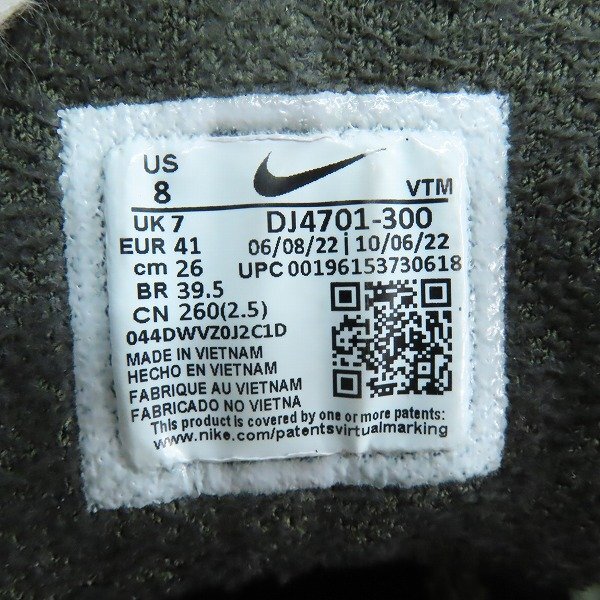 US
8
VTM
UK 7
DJ4701-300
EUR 41
06/08/22 | 10/06/22
cm 26
UPC 00196153730618
BR 39.5
CN 260(2.5)
044DWVZ0J2C1D
MADE IN VIETNAM
HECHO EN VIETNAM
FABRIQUE AU VIETNAM
FABRICADO NO VIETNA
This product is covered by one or more patents:
www.nike.com/patentsvirtualmarking